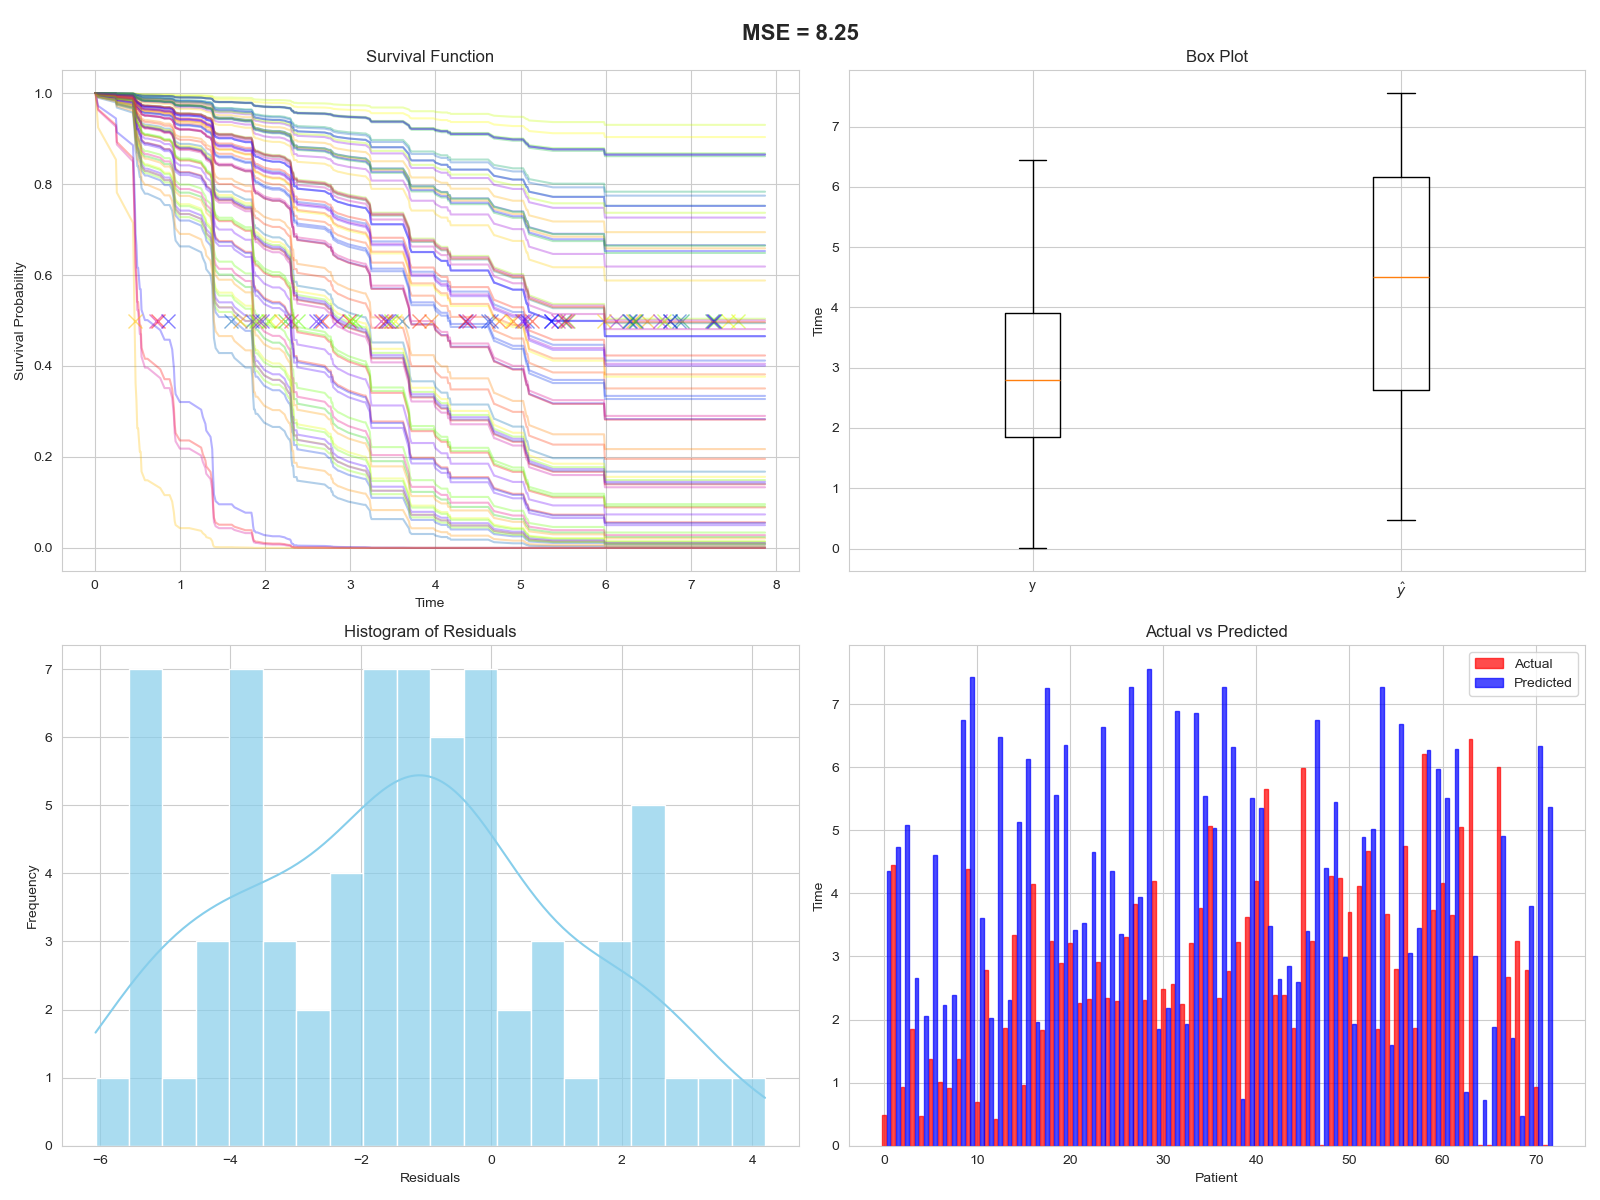 MSE = 8.25
Survival Function
Survival Probability
1.0
0.8
0.6
0.4
0.2
0.0
0 1 2 3 4 5 6 7 8
Time
Box Plot
Time
7
6
5
4
3
2
1
0
y ŷ
Histogram of Residuals
Frequency
7
6
5
4
3
2
1
0
−6 −4 −2 0 2 4
Residuals
Actual vs Predicted
Actual
Predicted
Time
7
6
5
4
3
2
1
0
0 10 20 30 40 50 60 70
Patient